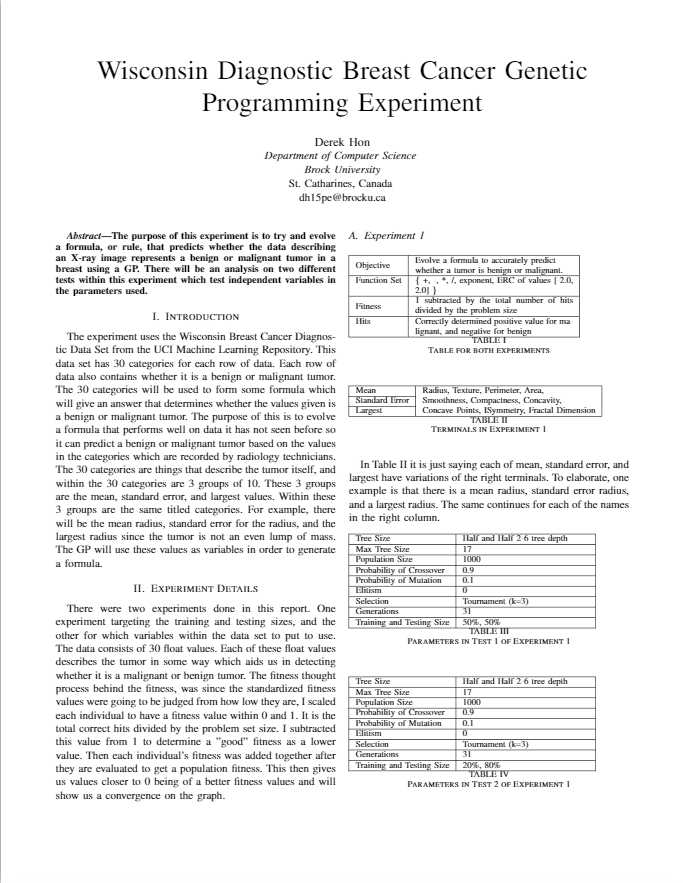 Wisconsin Diagnostic Breast Cancer Genetic
Programming Experiment
Derek Hon
Department of Computer Science
Brock University
St. Catharines, Canada
dh15pe@brocku.ca
Abstract—The purpose of this experiment is to try and evolve
a formula, or rule, that predicts whether the data describing
an X-ray image represents a benign or malignant tumor in a
breast using a GP. There will be an analysis on two different
tests within this experiment which test independent variables in
the parameters used.
I. Introduction
The experiment uses the Wisconsin Breast Cancer Diagnos-
tic Data Set from the UCI Machine Learning Repository. This
data set has 30 categories for each row of data. Each row of
data also contains whether it is a benign or malignant tumor.
The 30 categories will be used to form some formula which
will give an answer that determines whether the values given is
a benign or malignant tumor. The purpose of this is to evolve
a formula that performs well on data it has not seen before so
it can predict a benign or malignant tumor based on the values
in the categories which are recorded by radiology technicians.
The 30 categories are things that describe the tumor itself, and
within the 30 categories are 3 groups of 10. These 3 groups
are the mean, standard error, and largest values. Within these
3 groups are the same titled categories. For example, there
will be the mean radius, standard error for the radius, and the
largest radius since the tumor is not an even lump of mass.
The GP will use these values as variables in order to generate
a formula.
II. Experiment Details
There were two experiments done in this report. One
experiment targeting the training and testing sizes, and the
other for which variables within the data set to put to use.
The data consists of 30 float values. Each of these float values
describes the tumor in some way which aids us in detecting
whether it is a malignant or benign tumor. The fitness thought
process behind the fitness, was since the standardized fitness
values were going to be judged from how low they are, I scaled
each individual to have a fitness value within 0 and 1. It is the
total correct hits divided by the problem set size. I subtracted
this value from 1 to determine a "good" fitness as a lower
value. Then each individual's fitness was added together after
they are evaluated to get a population fitness. This then gives
us values closer to 0 being of a better fitness values and will
show us a convergence on the graph.
A. Experiment 1
Objective Evolve a formula to accurately predict
whether a tumor is benign or malignant.
Function Set { +, -, *, /, exponent, ERC of values [-2.0,
2.0] }
Fitness 1 subtracted by the total number of hits
divided by the problem size
Hits Correctly determined positive value for ma
lignant, and negative for benign
TABLE I
Table for both experiments
Mean Radius, Texture, Perimeter, Area,
Standard Error Smoothness, Compactness, Concavity,
Largest Concave Points, ISymmetry, Fractal Dimension
TABLE II
Terminals in Experiment 1
In Table II it is just saying each of mean, standard error, and
largest have variations of the right terminals. To elaborate, one
example is that there is a mean radius, standard error radius,
and a largest radius. The same continues for each of the names
in the right column.
Tree Size Half and Half 2 6 tree depth
Max Tree Size 17
Population Size 1000
Probability of Crossover 0.9
Probability of Mutation 0.1
Elitism 0
Selection Tournament (k=3)
Generations 31
Training and Testing Size 50%, 50%
TABLE III
Parameters in Test 1 of Experiment 1
Tree Size Half and Half 2 6 tree depth
Max Tree Size 17
Population Size 1000
Probability of Crossover 0.9
Probability of Mutation 0.1
Elitism 0
Selection Tournament (k=3)
Generations 31
Training and Testing Size 20%, 80%
TABLE IV
Parameters in Test 2 of Experiment 1